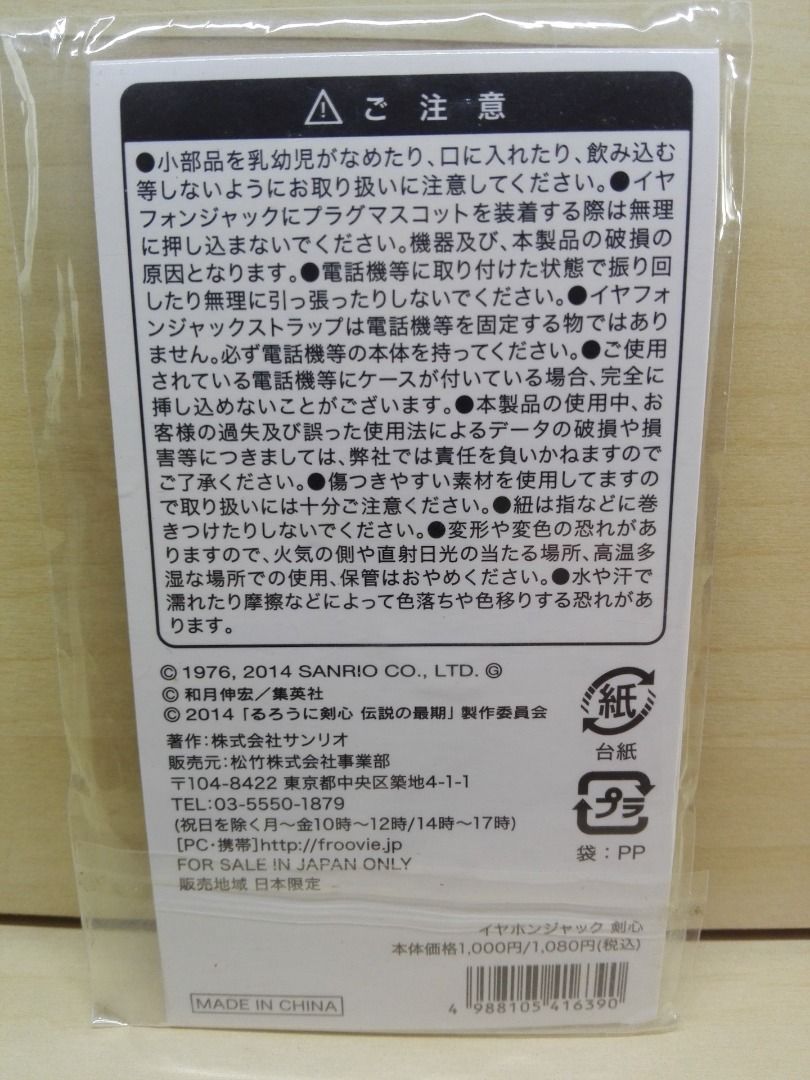 ⚠ ご注意
●小部品を乳幼児がなめたり、口に入れたり、飲み込む
等しないようにお取り扱いに注意してください。●イヤ
フォンジャックにプラグマスコットを装着する際は無理
に押し込まないでください。機器及び、本製品の破損の
原因となります。●電話機等に取り付けた状態で振り回
したり無理に引っ張ったりしないでください。●イヤフォ
ンジャックストラップは電話機等を固定する物ではあり
ません。必ず電話機等の本体を持ってください。●ご使用
されている電話機等にケースが付いている場合、完全に
挿し込めないことがございます。●本製品の使用中、お
客様の過失及び誤った使用法によるデータの破損や損
害等につきましては、弊社では責任を負いかねますので
ご了承ください。●傷つきやすい素材を使用してますの
で取り扱いには十分ご注意ください。●紐は指などに巻
きつけたりしないでください。●変形や変色の恐れがあ
りますので、火気の側や直射日光の当たる場所、高温多
湿な場所での使用、保管はおやめください。●水や汗で
濡れたり摩擦などによって色落ちや色移りする恐れがあ
ります。
© 1976, 2014 SANRIO CO., LTD. Ⓖ
© 和月伸宏／集英社
© 2014 「るろうに剣心 伝説の最期」製作委員会
著作：株式会社サンリオ
販売元：松竹株式会社事業部
〒104-8422 東京都中央区築地4-1-1
TEL：03-5550-1879
(祝日を除く月～金10時～12時/14時～17時)
[PC・携帯]http://froovie.jp
FOR SALE IN JAPAN ONLY
販売地域 日本限定
紙
台紙
プラ
袋：PP
イヤホンジャック 剣心
本体価格1,000円/1,080円(税込)
MADE IN CHINA
4 988105 416390